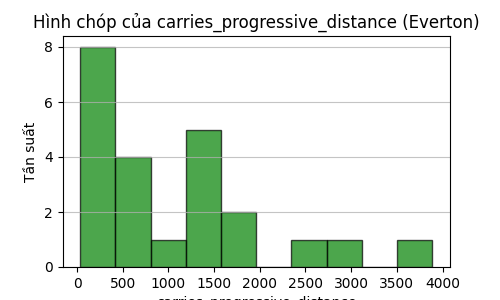 Hình chóp của carries_progressive_distance (Everton)
8
6
4
2
0
Tần suất
0 500 1000 1500 2000 2500 3000 3500 4000
carries_progressive_distance